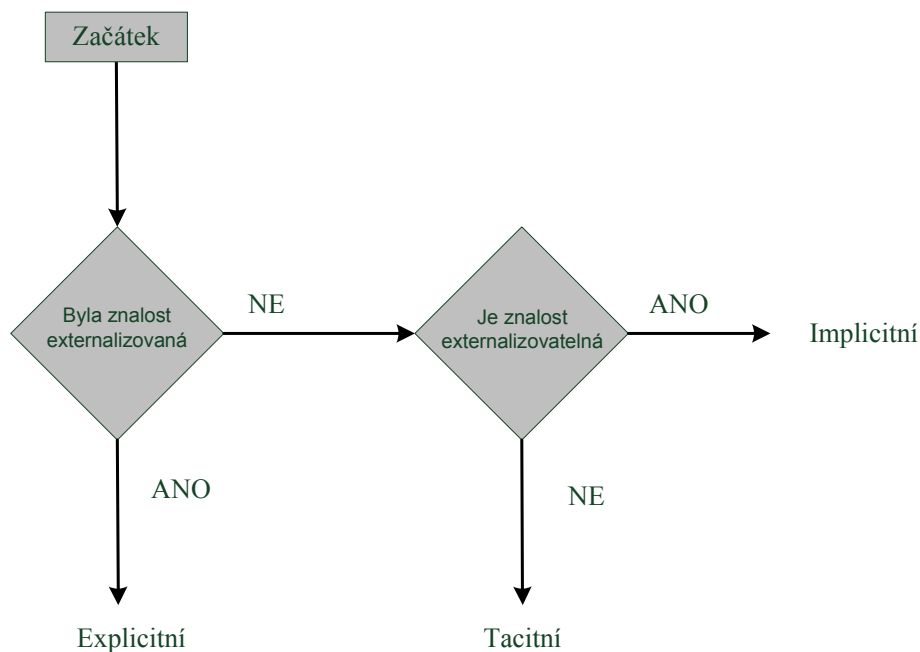 Začátek
Byla znalost
externalizovaná
NE
Je znalost
externalizovatelná
ANO
Implicitní
ANO
NE
Explicitní
Tacitní